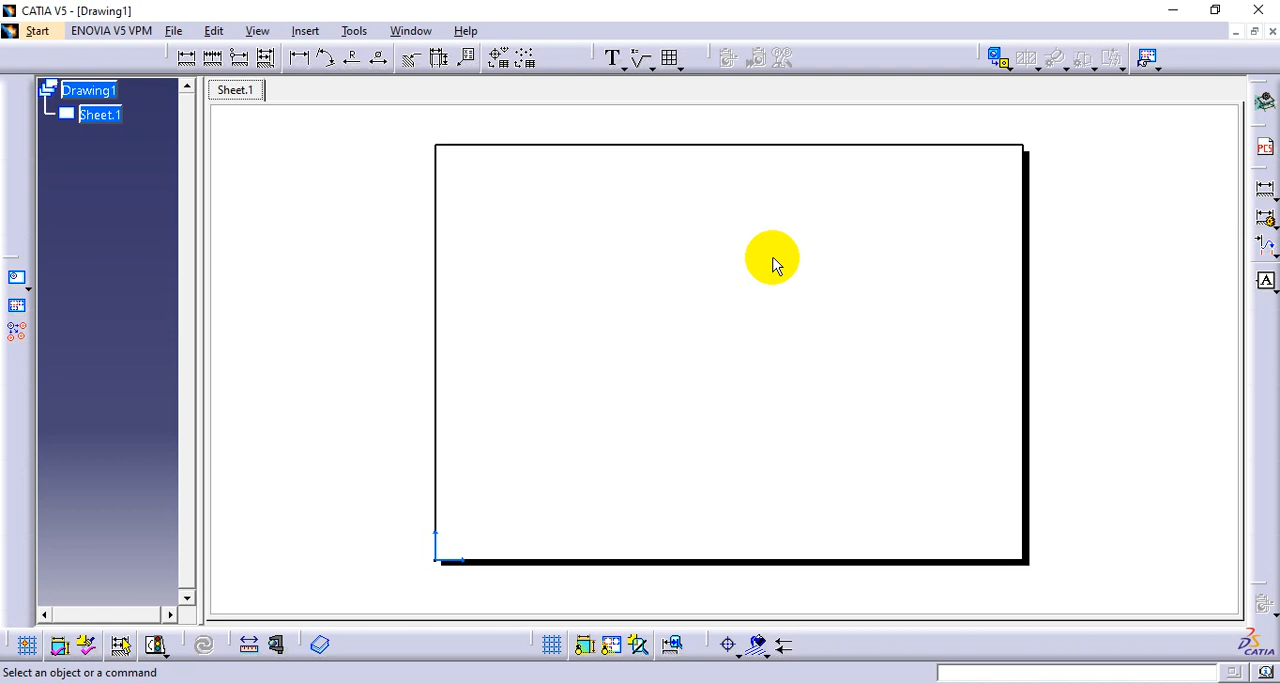 CATIA V5 - [Drawing1]
Start ENOVIA V5 VPM File Edit View Insert Tools Window Help
Sheet.1
Drawing1
Sheet.1
PCS
A
CATIA
Select an object or a command